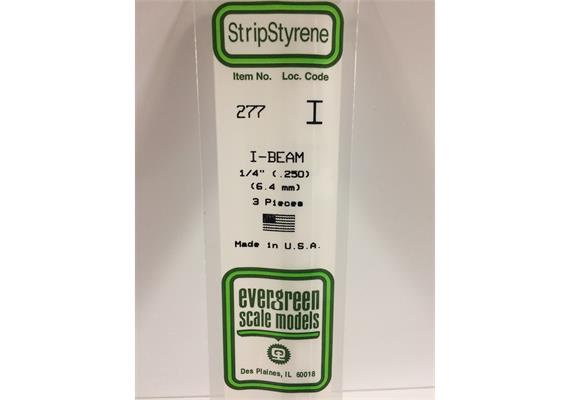 StripStyrene
Item No. Loc. Code
277 I
I-BEAM
1/4" (.250)
(6.4 mm)
3 Pieces
Made in U.S.A.
evergreen
scale models
Des Plaines, IL 60018